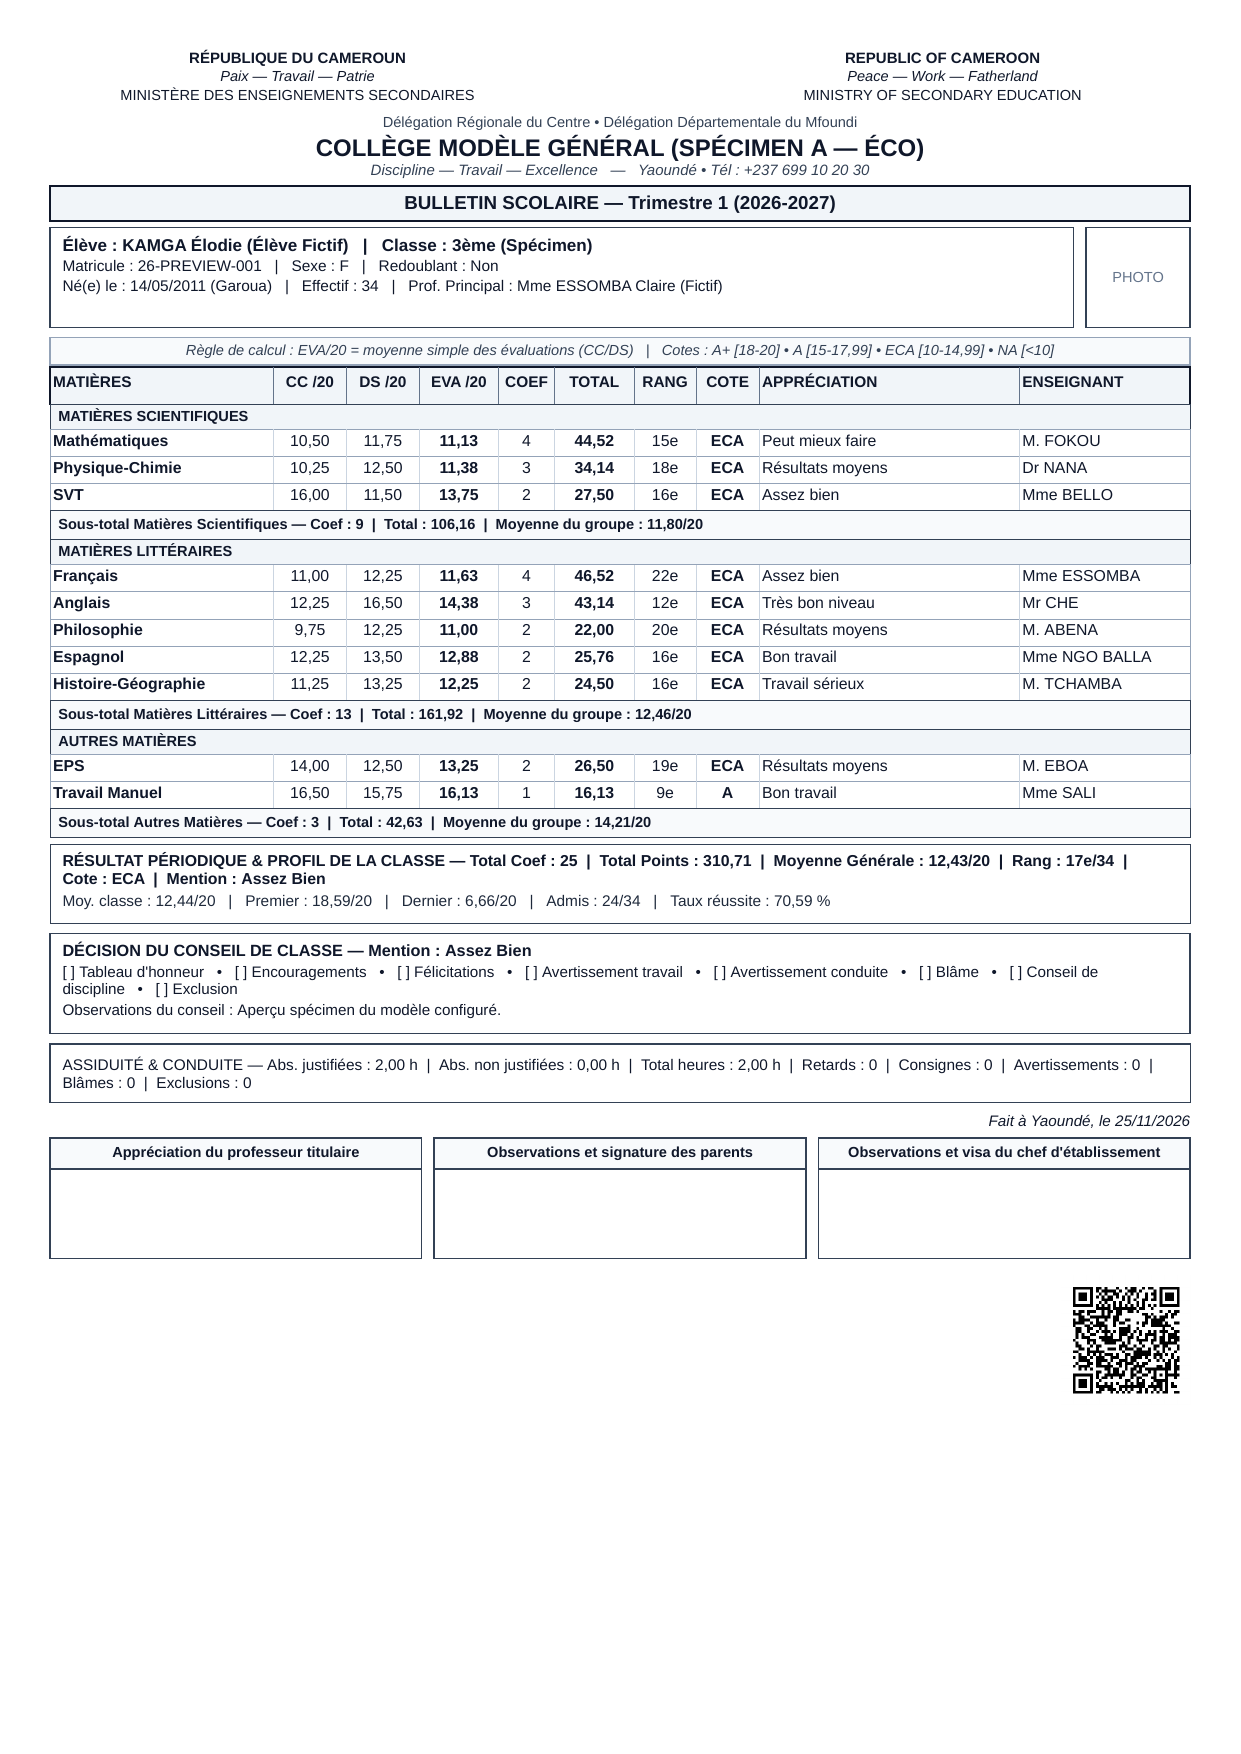 RÉPUBLIQUE DU CAMEROUN
Paix — Travail — Patrie
MINISTÈRE DES ENSEIGNEMENTS SECONDAIRES
REPUBLIC OF CAMEROON
Peace — Work — Fatherland
MINISTRY OF SECONDARY EDUCATION
Délégation Régionale du Centre • Délégation Départementale du Mfoundi
COLLÈGE MODÈLE GÉNÉRAL (SPÉCIMEN A — ÉCO)
Discipline — Travail — Excellence — Yaoundé • Tél : +237 699 10 20 30
BULLETIN SCOLAIRE — Trimestre 1 (2026-2027)
Élève : KAMGA Élodie (Élève Fictif) | Classe : 3ème (Spécimen)
Matricule : 26-PREVIEW-001 | Sexe : F | Redoublant : Non
Né(e) le : 14/05/2011 (Garoua) | Effectif : 34 | Prof. Principal : Mme ESSOMBA Claire (Fictif)
PHOTO
Règle de calcul : EVA/20 = moyenne simple des évaluations (CC/DS) | Cotes : A+ [18-20] • A [15-17,99] • ECA [10-14,99] • NA [<10]
MATIÈRES CC /20 DS /20 EVA /20 COEF TOTAL RANG COTE APPRÉCIATION ENSEIGNANT
MATIÈRES SCIENTIFIQUES
Mathématiques 10,50 11,75 11,13 4 44,52 15e ECA Peut mieux faire M. FOKOU
Physique-Chimie 10,25 12,50 11,38 3 34,14 18e ECA Résultats moyens Dr NANA
SVT 16,00 11,50 13,75 2 27,50 16e ECA Assez bien Mme BELLO
Sous-total Matières Scientifiques — Coef : 9 | Total : 106,16 | Moyenne du groupe : 11,80/20
MATIÈRES LITTÉRAIRES
Français 11,00 12,25 11,63 4 46,52 22e ECA Assez bien Mme ESSOMBA
Anglais 12,25 16,50 14,38 3 43,14 12e ECA Très bon niveau Mr CHE
Philosophie 9,75 12,25 11,00 2 22,00 20e ECA Résultats moyens M. ABENA
Espagnol 12,25 13,50 12,88 2 25,76 16e ECA Bon travail Mme NGO BALLA
Histoire-Géographie 11,25 13,25 12,25 2 24,50 16e ECA Travail sérieux M. TCHAMBA
Sous-total Matières Littéraires — Coef : 13 | Total : 161,92 | Moyenne du groupe : 12,46/20
AUTRES MATIÈRES
EPS 14,00 12,50 13,25 2 26,50 19e ECA Résultats moyens M. EBOA
Travail Manuel 16,50 15,75 16,13 1 16,13 9e A Bon travail Mme SALI
Sous-total Autres Matières — Coef : 3 | Total : 42,63 | Moyenne du groupe : 14,21/20
RÉSULTAT PÉRIODIQUE & PROFIL DE LA CLASSE — Total Coef : 25 | Total Points : 310,71 | Moyenne Générale : 12,43/20 | Rang : 17e/34 |
Cote : ECA | Mention : Assez Bien
Moy. classe : 12,44/20 | Premier : 18,59/20 | Dernier : 6,66/20 | Admis : 24/34 | Taux réussite : 70,59 %
DÉCISION DU CONSEIL DE CLASSE — Mention : Assez Bien
[ ] Tableau d'honneur • [ ] Encouragements • [ ] Félicitations • [ ] Avertissement travail • [ ] Avertissement conduite • [ ] Blâme • [ ] Conseil de
discipline • [ ] Exclusion
Observations du conseil : Aperçu spécimen du modèle configuré.
ASSIDUITÉ & CONDUITE — Abs. justifiées : 2,00 h | Abs. non justifiées : 0,00 h | Total heures : 2,00 h | Retards : 0 | Consignes : 0 | Avertissements : 0 |
Blâmes : 0 | Exclusions : 0
Fait à Yaoundé, le 25/11/2026
Appréciation du professeur titulaire
Observations et signature des parents
Observations et visa du chef d'établissement